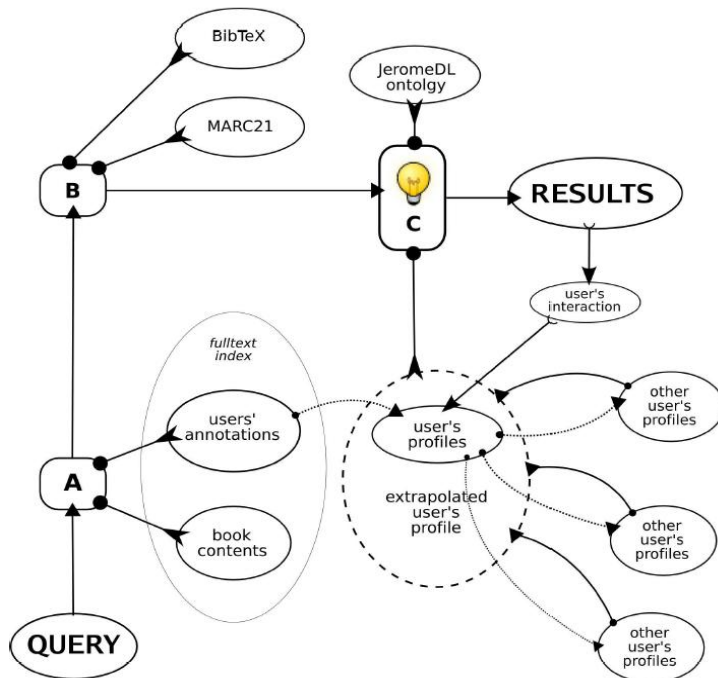 BibTeX
MARC21
JeromeDL
ontolgy
B
C
RESULTS
user's
interaction
fulltext
index
users'
annotations
user's
profiles
other
user's
profiles
A
extrapolated
user's
profile
book
contents
other
user's
profiles
QUERY
other
user's
profiles